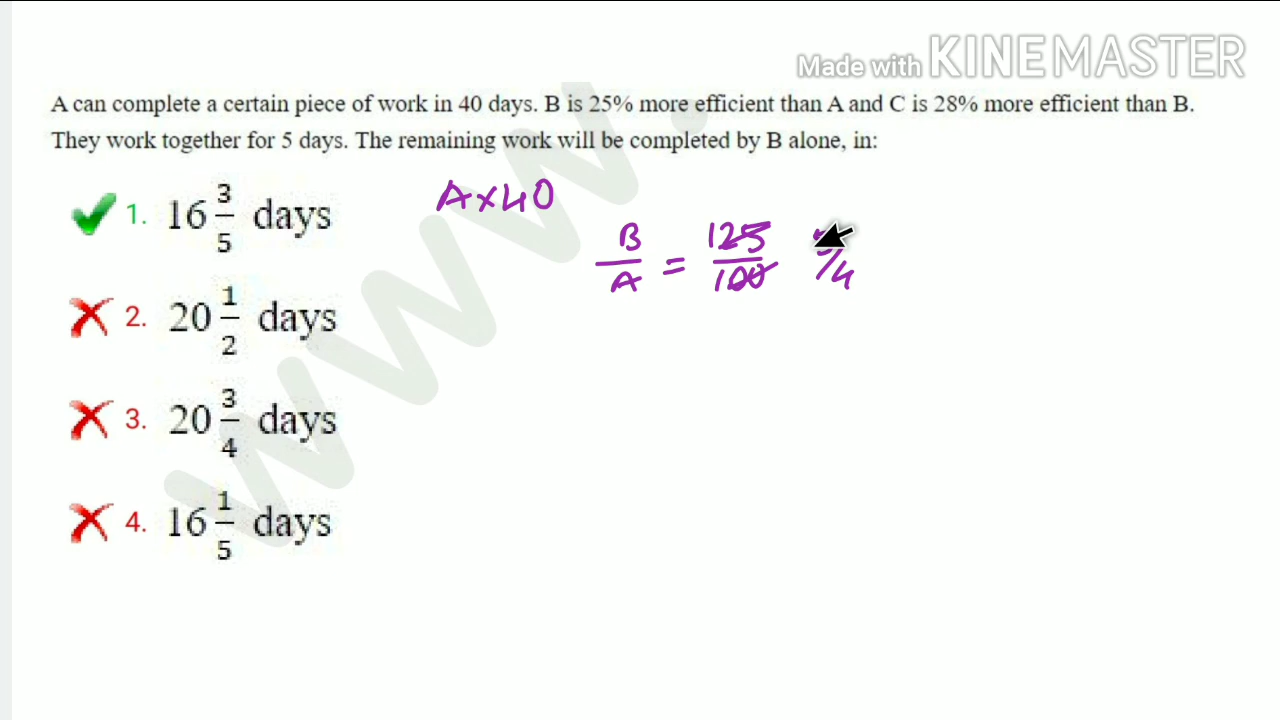 Made with KINEMASTER
A can complete a certain piece of work in 40 days. B is 25% more efficient than A and C is 28% more efficient than B.
They work together for 5 days. The remaining work will be completed by B alone, in:
1. 16 3/5 days
2. 20 1/2 days
3. 20 3/4 days
4. 16 1/5 days
A×40
B/A = 125/100 5/4
www.